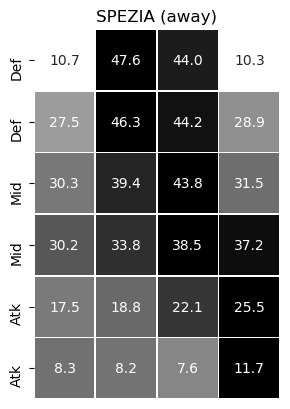 SPEZIA (away)
Def 10.7 47.6 44.0 10.3
Def 27.5 46.3 44.2 28.9
Mid 30.3 39.4 43.8 31.5
Mid 30.2 33.8 38.5 37.2
Atk 17.5 18.8 22.1 25.5
Atk 8.3 8.2 7.6 11.7